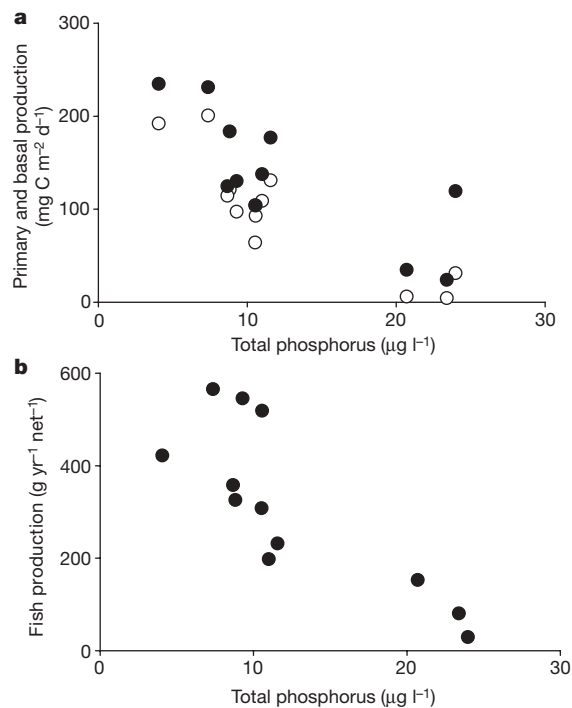 a
300
200
100
0
Primary and basal production
(mg C m⁻² d⁻¹)
0
10
20
30
Total phosphorus (μg l⁻¹)
b
600
400
200
0
Fish production (g yr⁻¹ net⁻¹)
0
10
20
30
Total phosphorus (μg l⁻¹)